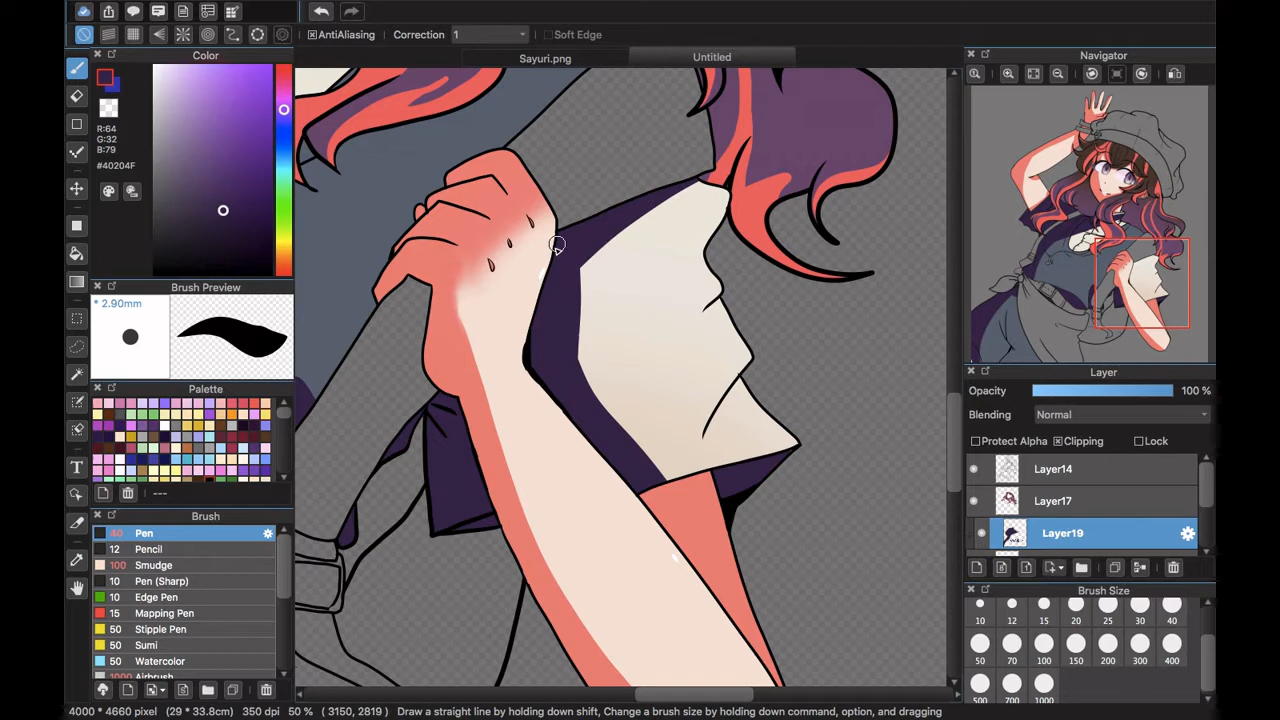 AntiAliasing Correction 1 Soft Edge
Color
Sayuri.png
Untitled
Navigator
R:64
G:32
B:79
#40204F
Brush Preview
* 2.90mm
Palette
---
Brush
40 Pen
12 Pencil
100 Smudge
10 Pen (Sharp)
10 Edge Pen
15 Mapping Pen
50 Stipple Pen
50 Sumi
50 Watercolor
1000 Airbrush
Layer
Opacity 100 %
Blending Normal
Protect Alpha Clipping Lock
Layer14
Layer17
Layer19
Brush Size
10 12 15 20 25 30 40
50 70 100 150 200 300 400
500 700 1000
4000 * 4660 pixel (29 * 33.8cm) 350 dpi 50 % ( 3150, 2819 ) Draw a straight line by holding down shift, Change a brush size by holding down command, option, and dragging